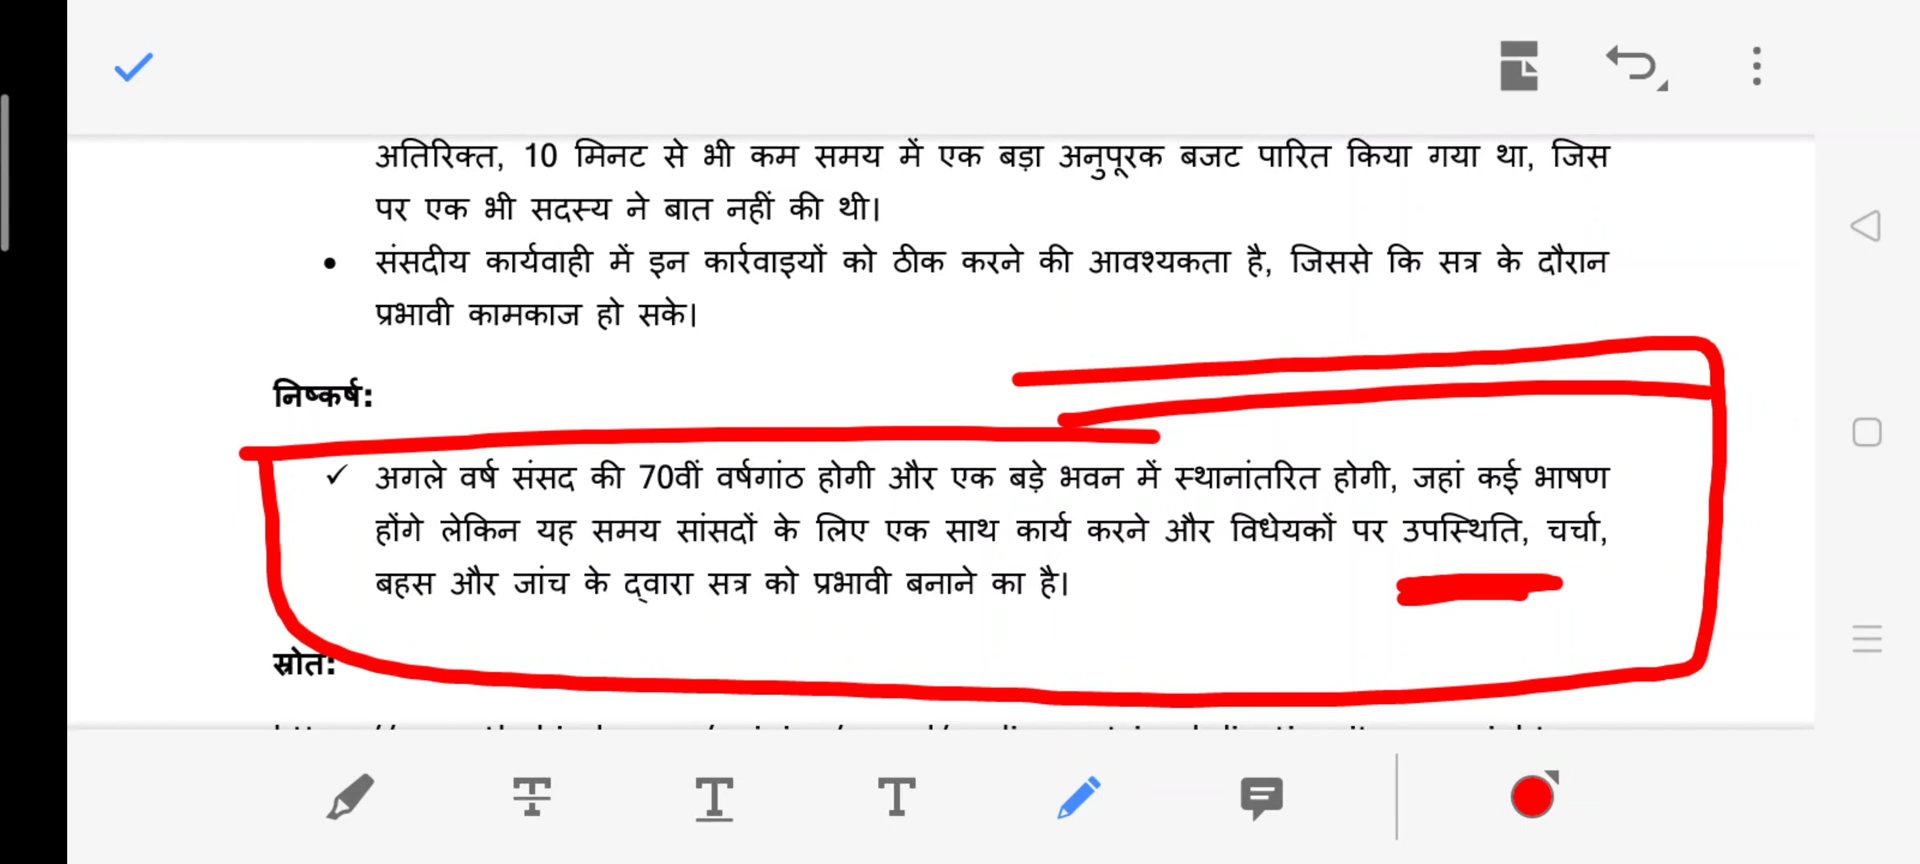 अतिरिक्त, 10 मिनट से भी कम समय में एक बड़ा अनुपूरक बजट पारित किया गया था, जिस
पर एक भी सदस्य ने बात नहीं की थी।
• संसदीय कार्यवाही में इन कार्रवाइयों को ठीक करने की आवश्यकता है, जिससे कि सत्र के दौरान
प्रभावी कामकाज हो सके।
निष्कर्ष:
✓ अगले वर्ष संसद की 70वीं वर्षगांठ होगी और एक बड़े भवन में स्थानांतरित होगी, जहां कई भाषण
होंगे लेकिन यह समय सांसदों के लिए एक साथ कार्य करने और विधेयकों पर उपस्थिति, चर्चा,
बहस और जांच के द्वारा सत्र को प्रभावी बनाने का है।
स्रोत: